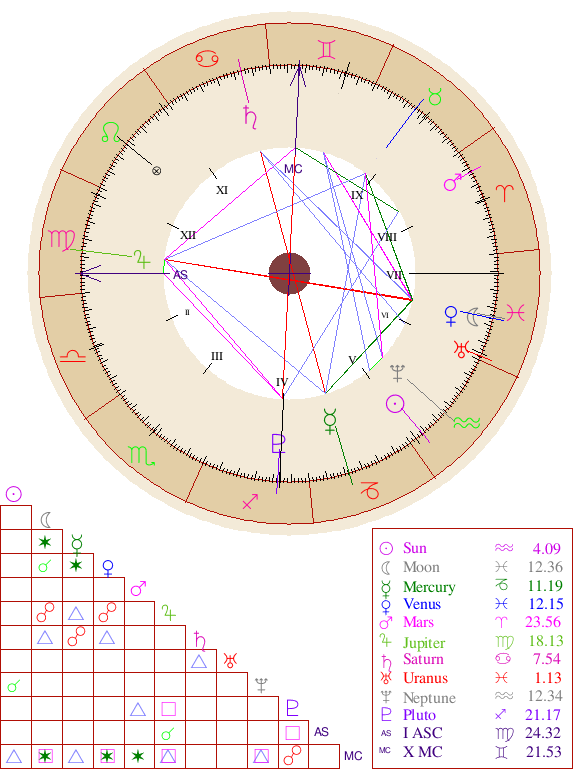 MC
XI
IX
XII
VIII
AS
VII
II
VI
III
V
IV
Sun 4.09
Moon 12.36
Mercury 11.19
Venus 12.15
Mars 23.56
Jupiter 18.13
Saturn 7.54
Uranus 1.13
Neptune 12.34
Pluto 21.17
AS I ASC 24.32
MC X MC 21.53
AS
MC